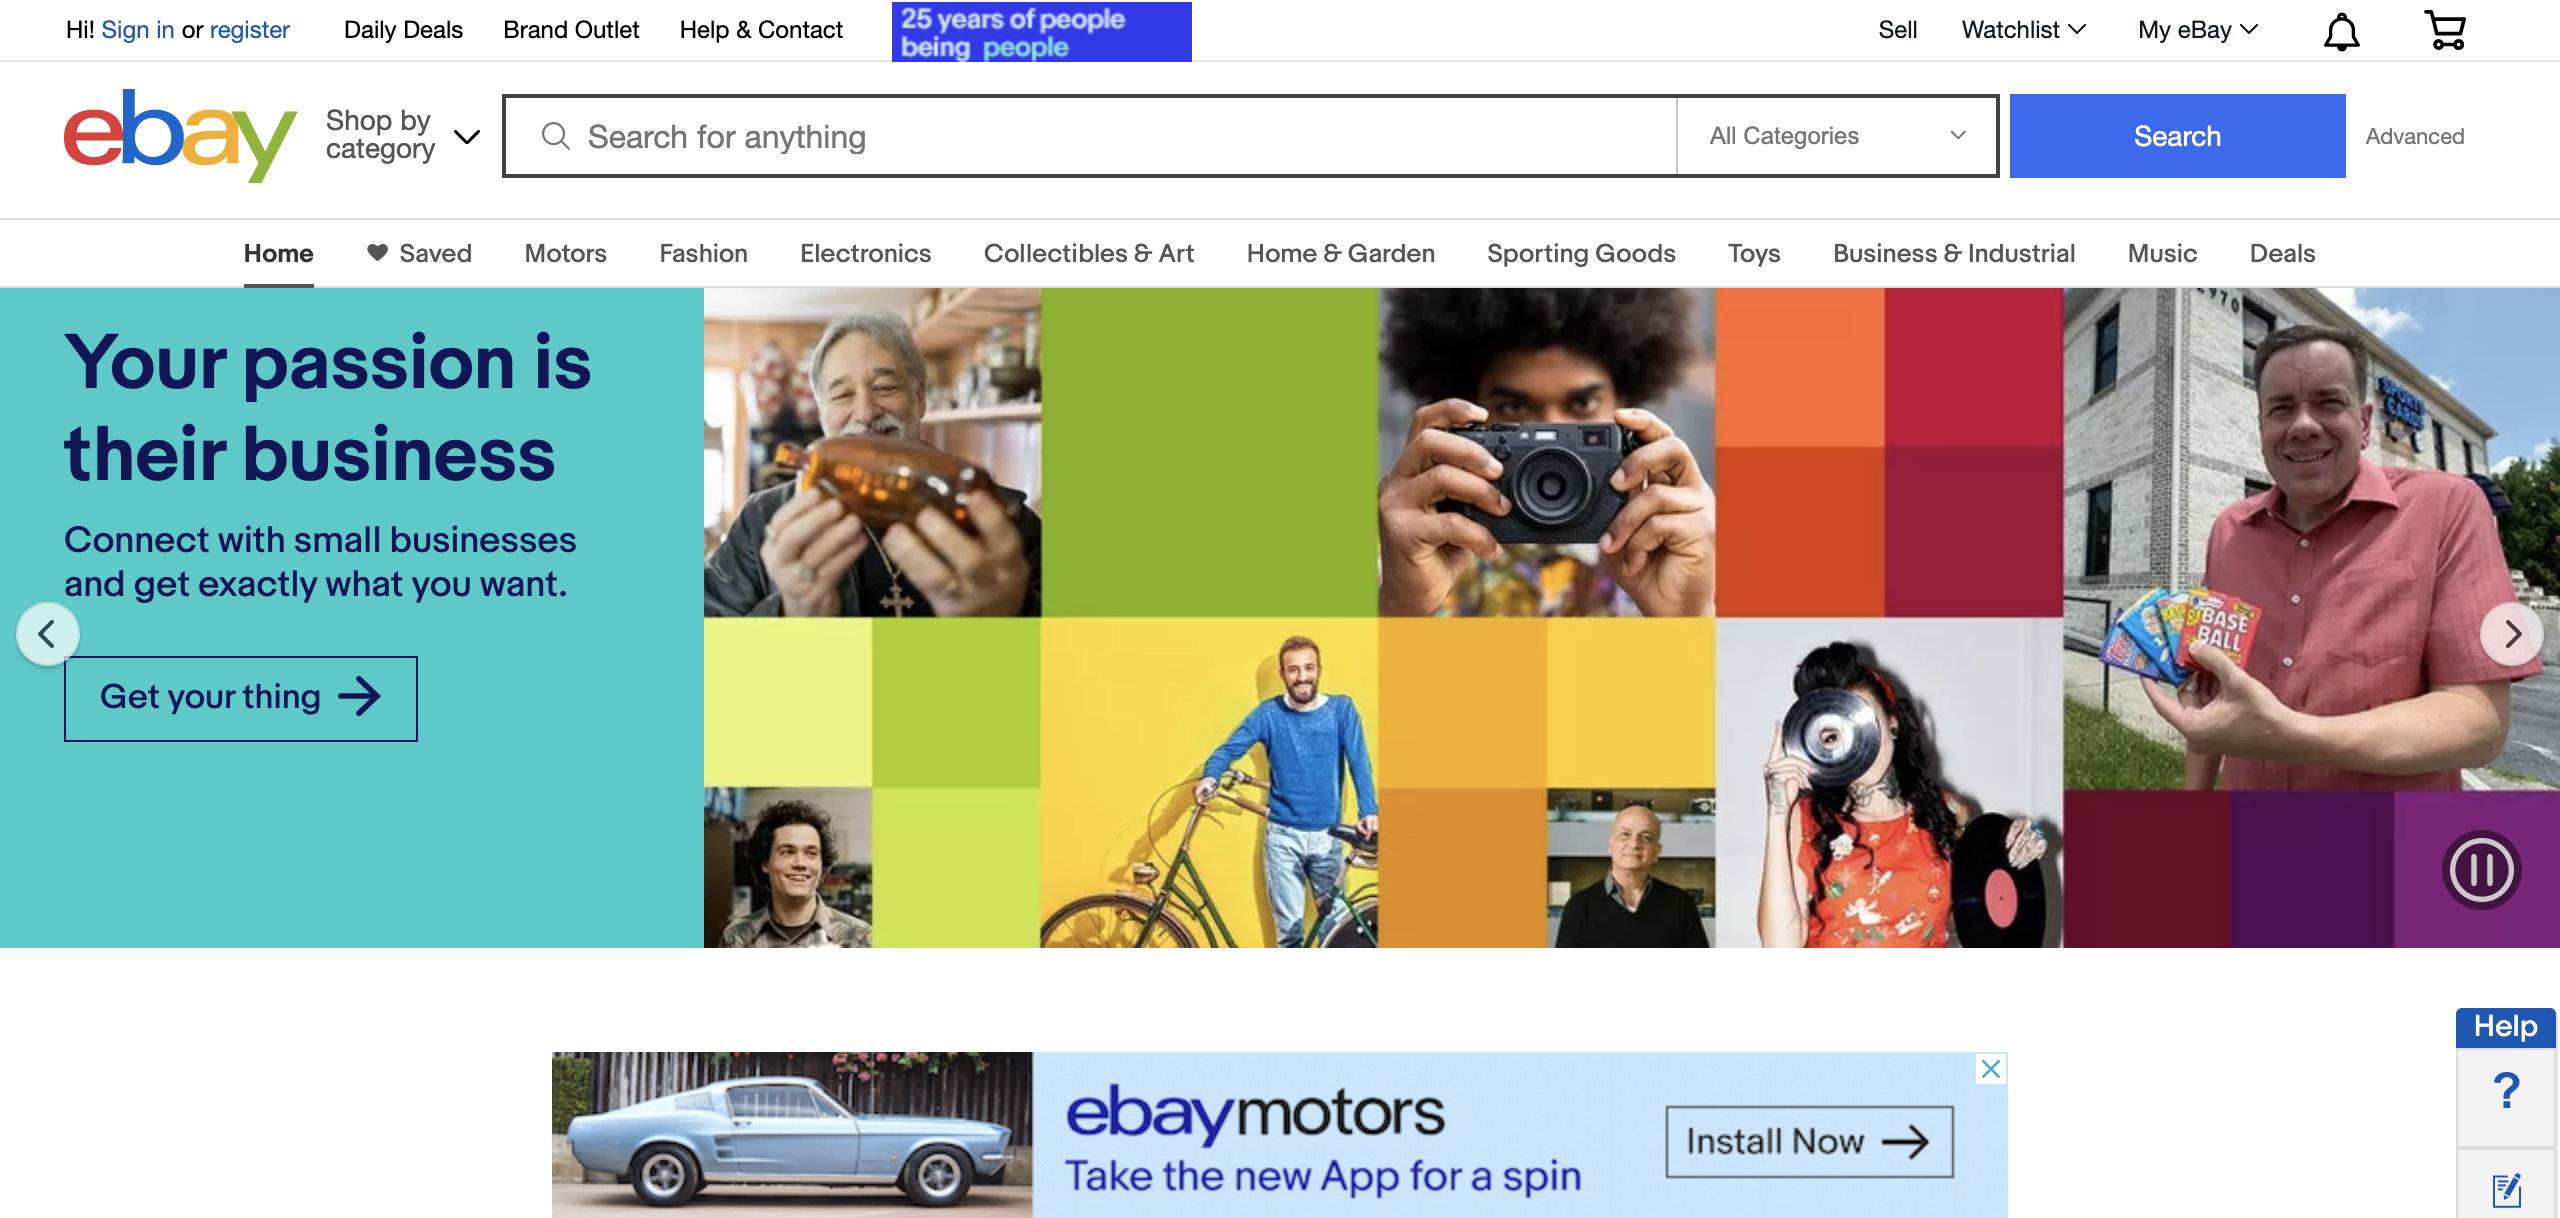 Hi! Sign in or register
Daily Deals
Brand Outlet
Help & Contact
25 years of people
being people
Sell
Watchlist
My eBay
ebay
Shop by
category
Search for anything
All Categories
Search
Advanced
Home
Saved
Motors
Fashion
Electronics
Collectibles & Art
Home & Garden
Sporting Goods
Toys
Business & Industrial
Music
Deals
Your passion is
their business
Connect with small businesses
and get exactly what you want.
Get your thing
BASE
BALL
ebaymotors
Take the new App for a spin
Install Now
Help
?